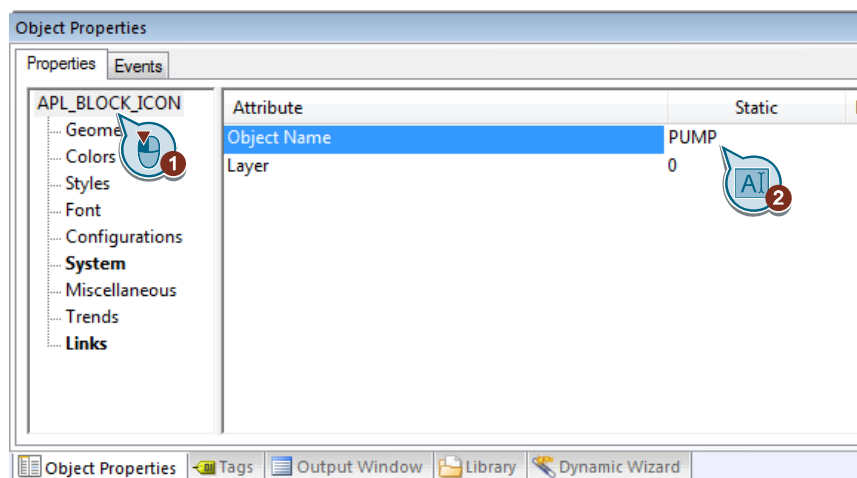 Object Properties
Properties Events
APL_BLOCK_ICON
Attribute Static
Object Name PUMP
Layer 0
Colors
Styles
Font
Configurations
System
Miscellaneous
Trends
Links
1
AI
2
Object Properties Tags Output Window Library Dynamic Wizard